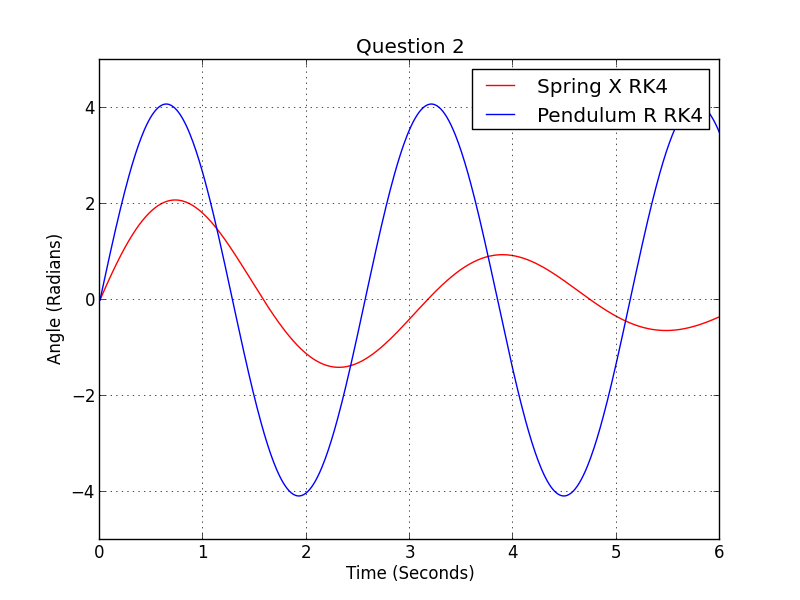 Question 2
Spring X RK4
Pendulum R RK4
Angle (Radians)
4
2
0
−2
−4
0 1 2 3 4 5 6
Time (Seconds)